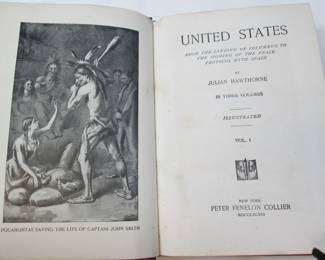 POCAHONTAS SAVING THE LIFE OF CAPTAIN JOHN SMITH
UNITED STATES
FROM THE LANDING OF COLUMBUS TO
THE SIGNING OF THE PEACE
PROTOCOL WITH SPAIN
BY
JULIAN HAWTHORNE
IN THREE VOLUMES
ILLUSTRATED
VOL. I
NEW YORK
PETER FENELON COLLIER
MDCCCXCVIII